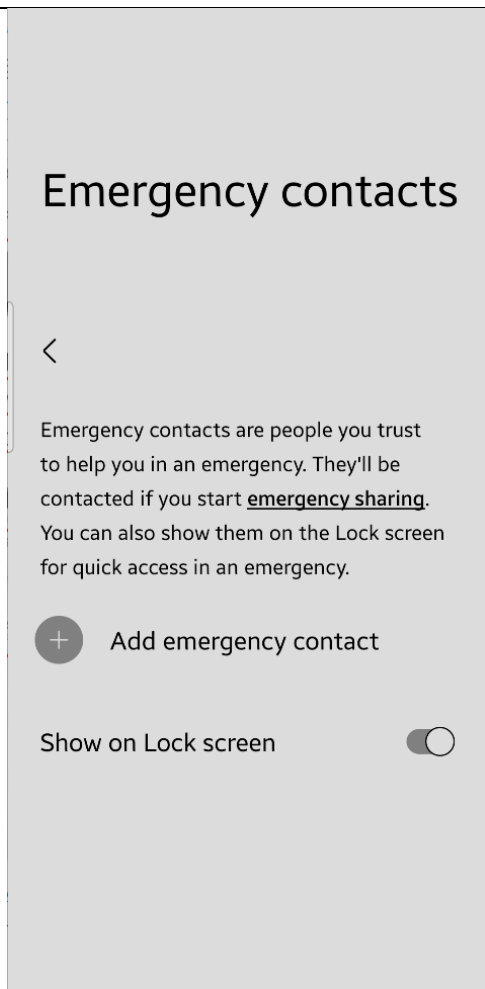 Emergency contacts
Emergency contacts are people you trust
to help you in an emergency. They'll be
contacted if you start emergency sharing.
You can also show them on the Lock screen
for quick access in an emergency.
Add emergency contact
Show on Lock screen